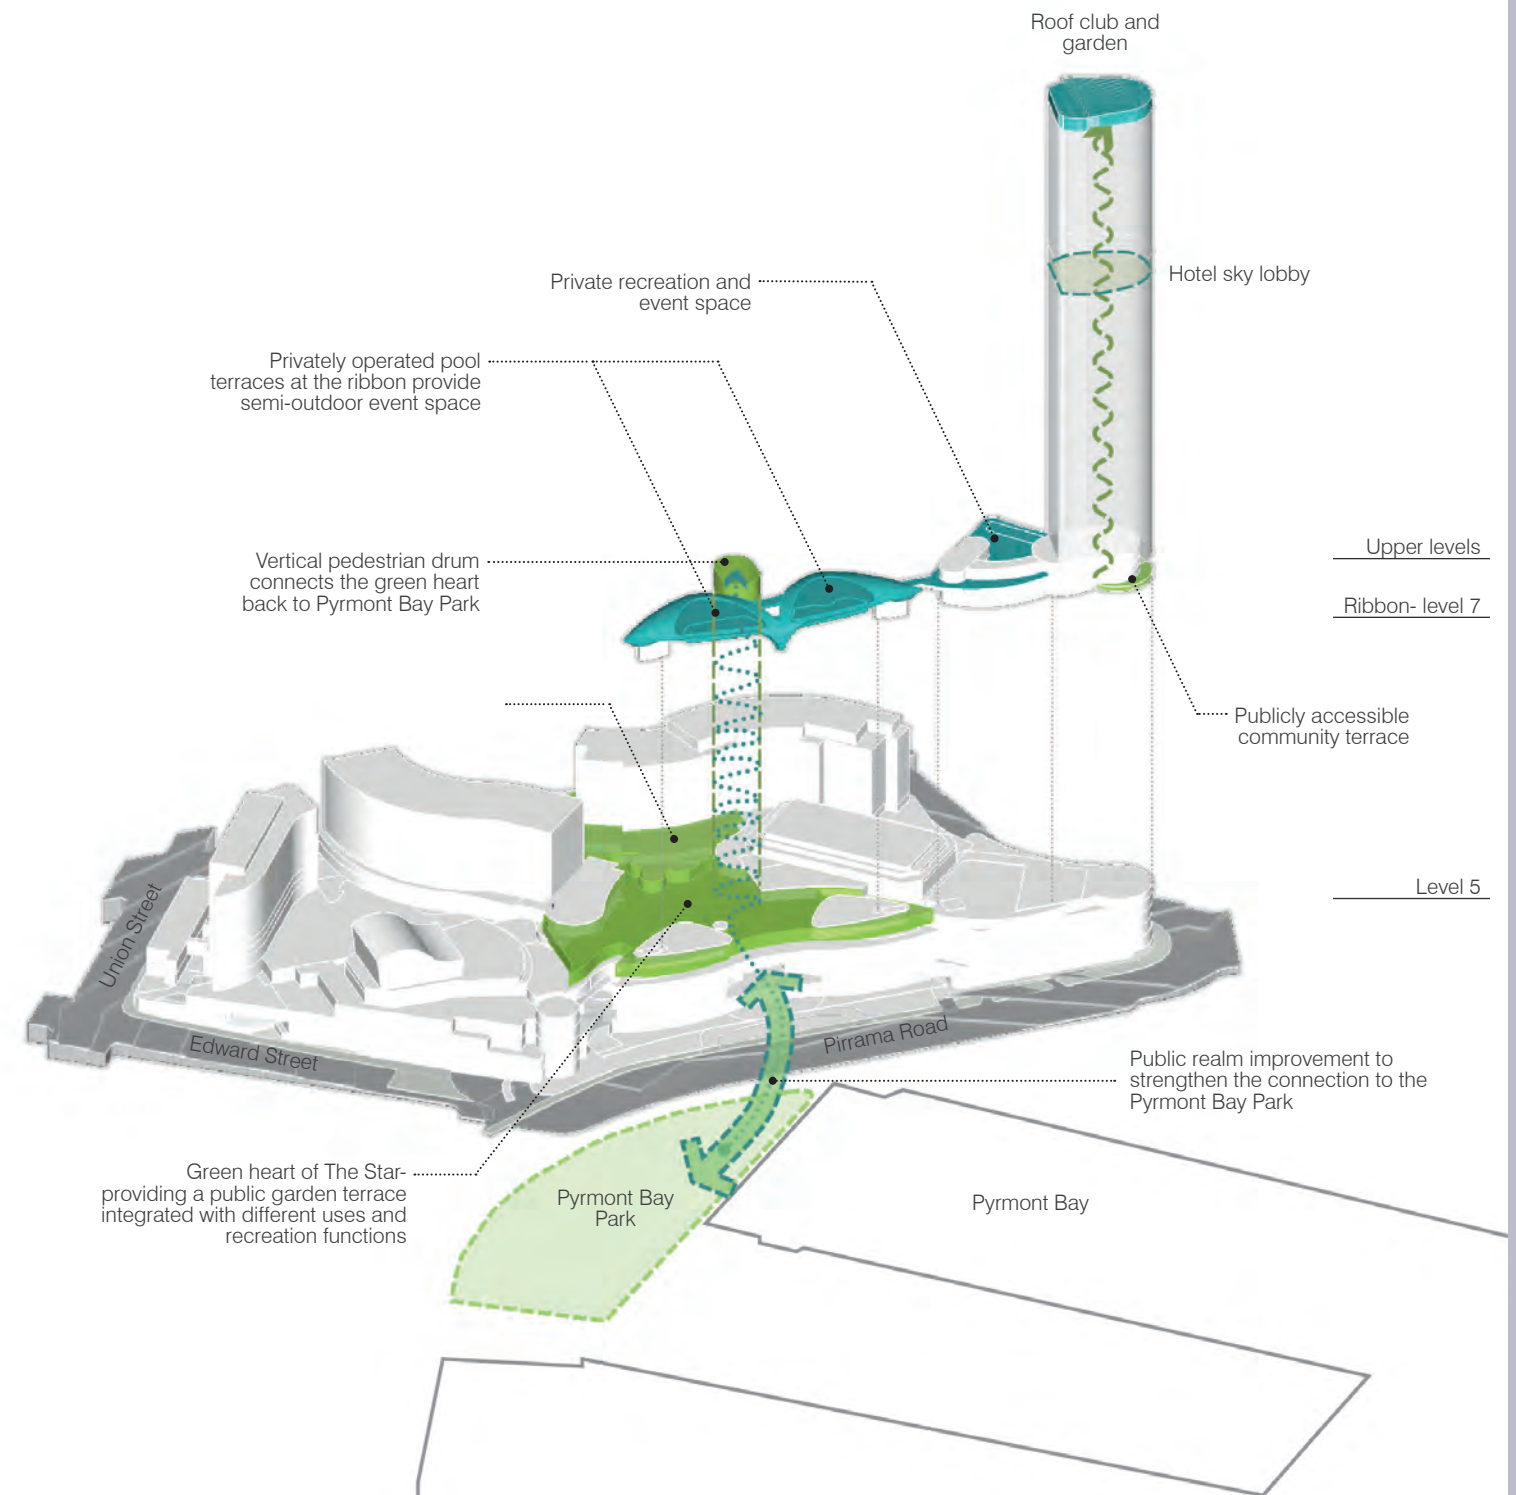 Roof club and
garden
Hotel sky lobby
Private recreation and
event space
Privately operated pool
terraces at the ribbon provide
semi-outdoor event space
Vertical pedestrian drum
connects the green heart
back to Pyrmont Bay Park
Upper levels
Ribbon- level 7
Publicly accessible
community terrace
Level 5
Union Street
Edward Street
Pirrama Road
Public realm improvement to
strengthen the connection to the
Pyrmont Bay Park
Green heart of The Star-
providing a public garden terrace
integrated with different uses and
recreation functions
Pyrmont Bay
Park
Pyrmont Bay